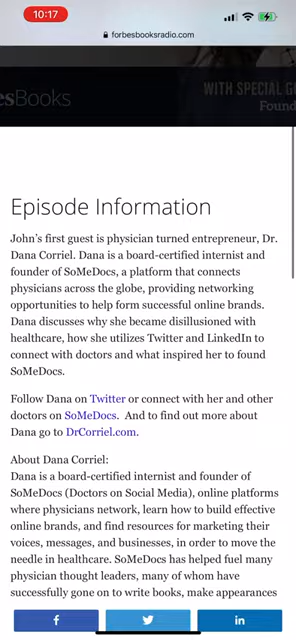 10:17
forbesbooksradio.com
esBooks
WITH SPECIAL G
Found
Episode Information
John's first guest is physician turned entrepreneur, Dr.
Dana Corriel. Dana is a board-certified internist and
founder of SoMeDocs, a platform that connects
physicians across the globe, providing networking
opportunities to help form successful online brands.
Dana discusses why she became disillusioned with
healthcare, how she utilizes Twitter and LinkedIn to
connect with doctors and what inspired her to found
SoMeDocs.
Follow Dana on Twitter or connect with her and other
doctors on SoMeDocs. And to find out more about
Dana go to DrCorriel.com.
About Dana Corriel:
Dana is a board-certified internist and founder of
SoMeDocs (Doctors on Social Media), online platforms
where physicians network, learn how to build effective
online brands, and find resources for marketing their
voices, messages, and businesses, in order to move the
needle in healthcare. SoMeDocs has helped fuel many
physician thought leaders, many of whom have
successfully gone on to write books, make appearances
f
in